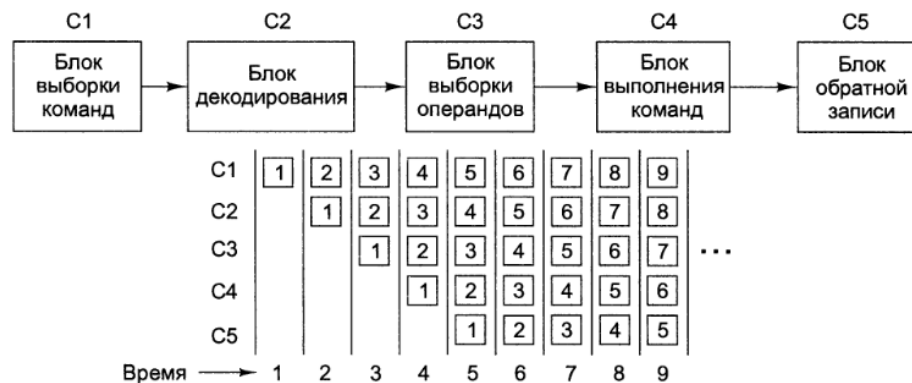 C1 C2 C3 C4 C5
Блок выборки команд
Блок декодирования
Блок выборки операндов
Блок выполнения команд
Блок обратной записи
C1 1 2 3 4 5 6 7 8 9
C2 1 2 3 4 5 6 7 8
C3 1 2 3 4 5 6 7 ...
C4 1 2 3 4 5 6
C5 1 2 3 4 5
Время 1 2 3 4 5 6 7 8 9